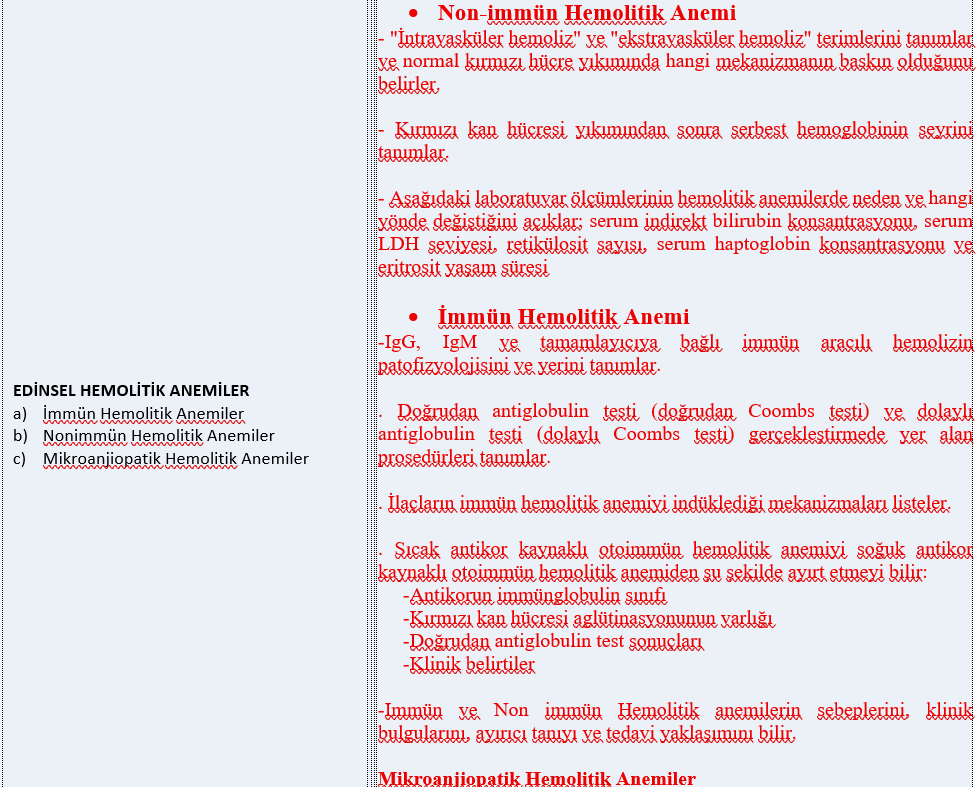 EDİNSEL HEMOLİTİK ANEMİLER
a) İmmün Hemolitik Anemiler
b) Nonimmün Hemolitik Anemiler
c) Mikroanjiopatik Hemolitik Anemiler
• Non-immün Hemolitik Anemi
- "İntravasküler hemoliz" ve "ekstravasküler hemoliz" terimlerini tanımlar
ve normal kırmızı hücre yıkımında hangi mekanizmanın baskın olduğunu
belirler.
- Kırmızı kan hücresi yıkımından sonra serbest hemoglobinin seyrini
tanımlar.
- Aşağıdaki laboratuvar ölçümlerinin hemolitik anemilerde neden ve hangi
yönde değiştiğini açıklar: serum indirekt bilirubin konsantrasyonu, serum
LDH seviyesi, retikülosit sayısı, serum haptoglobin konsantrasyonu ve
eritrosit yaşam süresi
• İmmün Hemolitik Anemi
-IgG, IgM ve tamamlayıcıya bağlı immün aracılı hemolizin
patofizyolojisini ve yerini tanımlar.
. Doğrudan antiglobulin testi (doğrudan Coombs testi) ve dolaylı
antiglobulin testi (dolaylı Coombs testi) gerçekleştirmede yer alan
prosedürleri tanımlar.
. İlaçların immün hemolitik anemiyi indüklediği mekanizmaları listeler.
. Sıcak antikor kaynaklı otoimmün hemolitik anemiyi soğuk antikor
kaynaklı otoimmün hemolitik anemiden şu şekilde ayırt etmeyi bilir:
-Antikorun immünglobulin sınıfı
-Kırmızı kan hücresi aglütinasyonunun varlığı
-Doğrudan antiglobulin test sonuçları
-Klinik belirtiler
-Immün ve Non immün Hemolitik anemilerin sebeplerini, klinik
bulgularını, ayırıcı tanıyı ve tedavi yaklaşımını bilir.
Mikroanjiopatik Hemolitik Anemiler